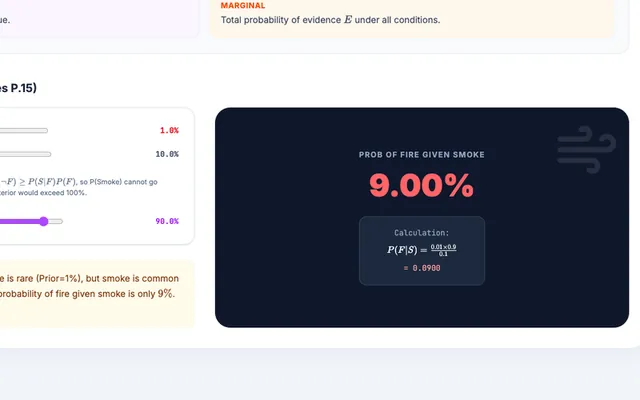 ue.
MARGINAL
Total probability of evidence E under all conditions.
es P.15)
1.0%
10.0%
¬F) ≥ P(S|F)P(F), so P(Smoke) cannot go
terior would exceed 100%.
90.0%
e is rare (Prior=1%), but smoke is common
probability of fire given smoke is only 9%.
PROB OF FIRE GIVEN SMOKE
9.00%
Calculation:
P(F|S) = 0.01×0.9 / 0.1
= 0.0900